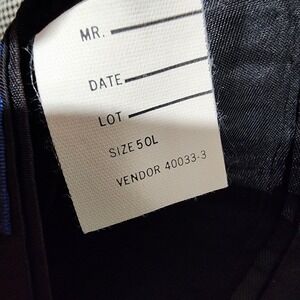 MR.
DATE
LOT
SIZE 50L
VENDOR 40033-3